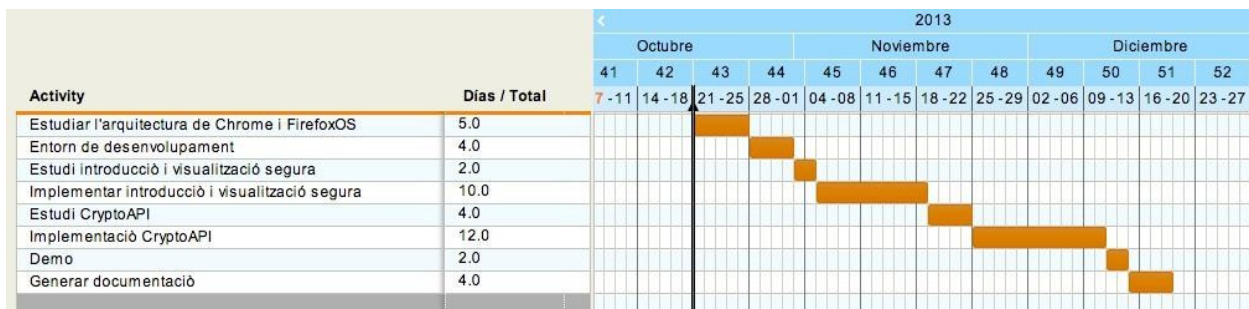 2013
Octubre Noviembre Diciembre
41 42 43 44 45 46 47 48 49 50 51 52
Activity Días / Total 7 -11 14 -18 21 -25 28 -01 04 -08 11 -15 18 -22 25 -29 02 -06 09 -13 16 -20 23 -27
Estudiar l'arquitectura de Chrome i FirefoxOS 5.0
Entorn de desenvolupament 4.0
Estudi introducció i visualització segura 2.0
Implementar introducció i visualització segura 10.0
Estudi CryptoAPI 4.0
Implementaciò CryptoAPI 12.0
Demo 2.0
Generar documentaciò 4.0